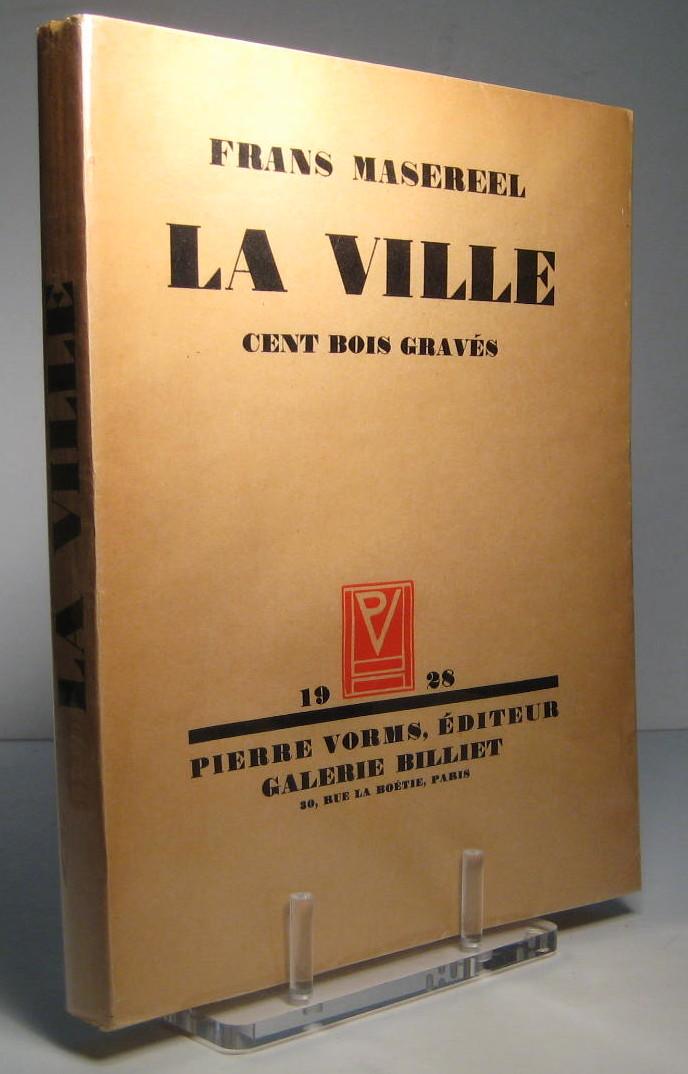 FRANS MASEREEL
LA VILLE
CENT BOIS GRAVÉS
PV
19 28
PIERRE VORMS, ÉDITEUR
GALERIE BILLIET
30, RUE LA BOÉTIE, PARIS
LA VILLE